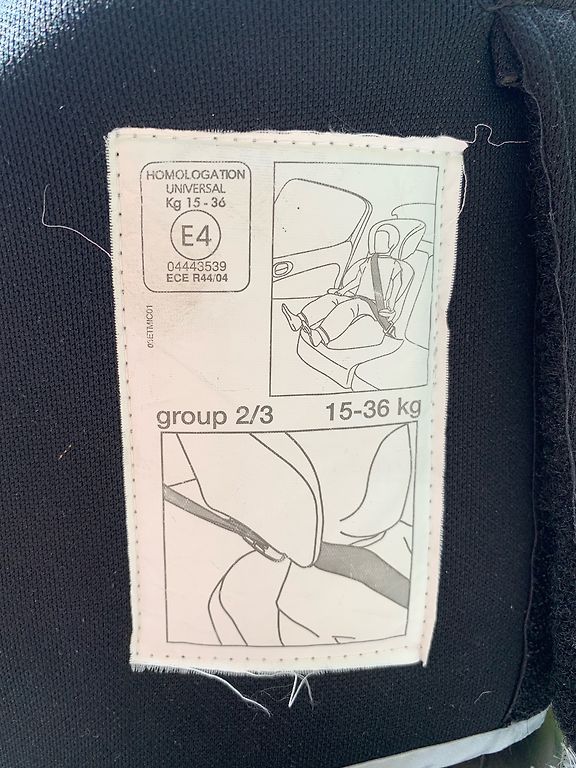 HOMOLOGATION
UNIVERSAL
Kg 15 - 36
E4
04443539
ECE R44/04
group 2/3 15-36 kg